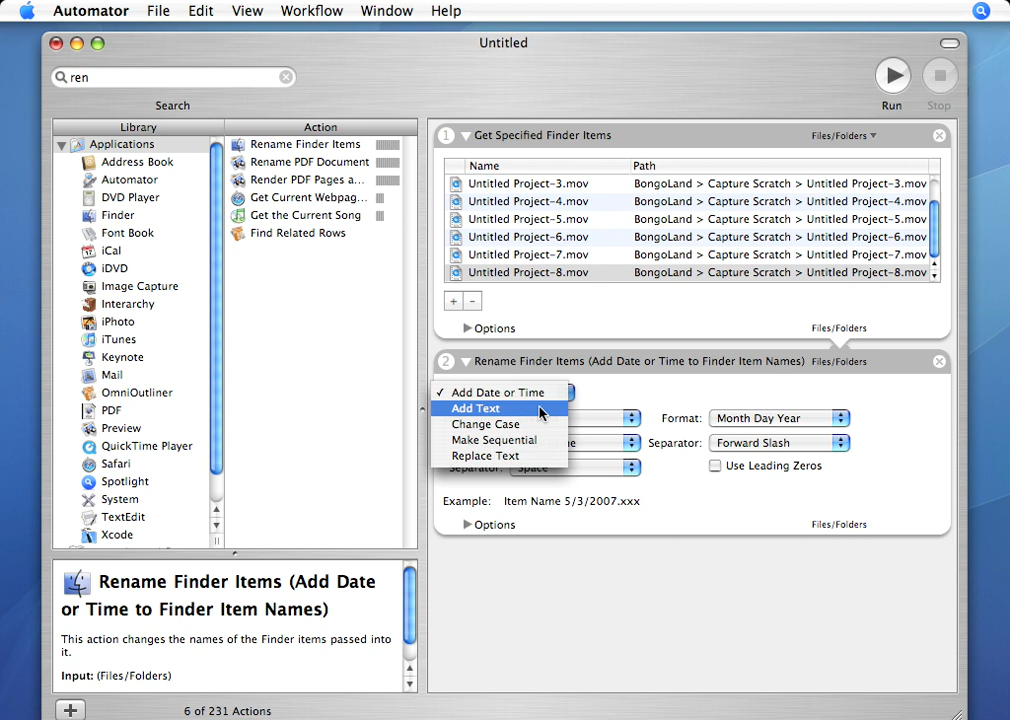 Automator File Edit View Workflow Window Help
Untitled
ren
Search
Run
Stop
Library
Applications
Address Book
Automator
DVD Player
Finder
Font Book
iCal
iDVD
Image Capture
Interarchy
iPhoto
iTunes
Keynote
Mail
OmniOutliner
PDF
Preview
QuickTime Player
Safari
Spotlight
System
TextEdit
Xcode
Action
Rename Finder Items
Rename PDF Document
Render PDF Pages a...
Get Current Webpag...
Get the Current Song
Find Related Rows
1 Get Specified Finder Items Files/Folders
Name Path
Untitled Project-3.mov BongoLand > Capture Scratch > Untitled Project-3.mov
Untitled Project-4.mov BongoLand > Capture Scratch > Untitled Project-4.mov
Untitled Project-5.mov BongoLand > Capture Scratch > Untitled Project-5.mov
Untitled Project-6.mov BongoLand > Capture Scratch > Untitled Project-6.mov
Untitled Project-7.mov BongoLand > Capture Scratch > Untitled Project-7.mov
Untitled Project-8.mov BongoLand > Capture Scratch > Untitled Project-8.mov
+ -
Options Files/Folders
2 Rename Finder Items (Add Date or Time to Finder Item Names) Files/Folders
✓ Add Date or Time
Add Text
Change Case
Make Sequential
Replace Text
Format: Month Day Year
Separator: Forward Slash
Separator: Space
Use Leading Zeros
Example: Item Name 5/3/2007.xxx
Options Files/Folders
Rename Finder Items (Add Date
or Time to Finder Item Names)
This action changes the names of the Finder items passed into
it.
Input: (Files/Folders)
+ 6 of 231 Actions